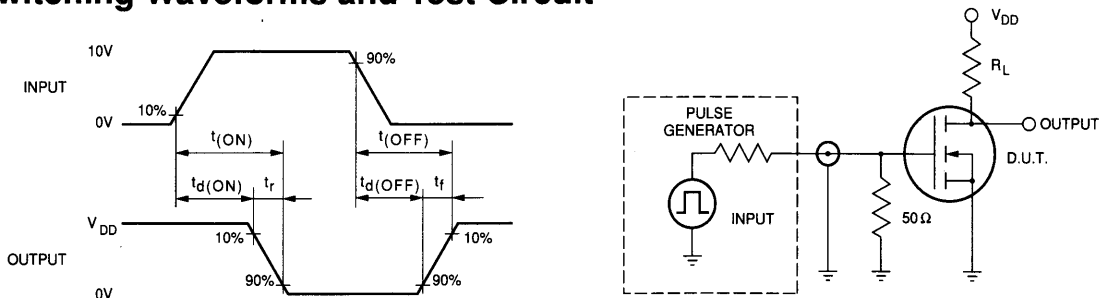 witching Waveforms and Test Circuit
10V
INPUT
10%
0V
90%
t(ON)
t(OFF)
td(ON)
tr
td(OFF)
tf
VDD
OUTPUT
0V
10%
90%
90%
10%
VDD
RL
PULSE
GENERATOR
INPUT
50Ω
OUTPUT
D.U.T.